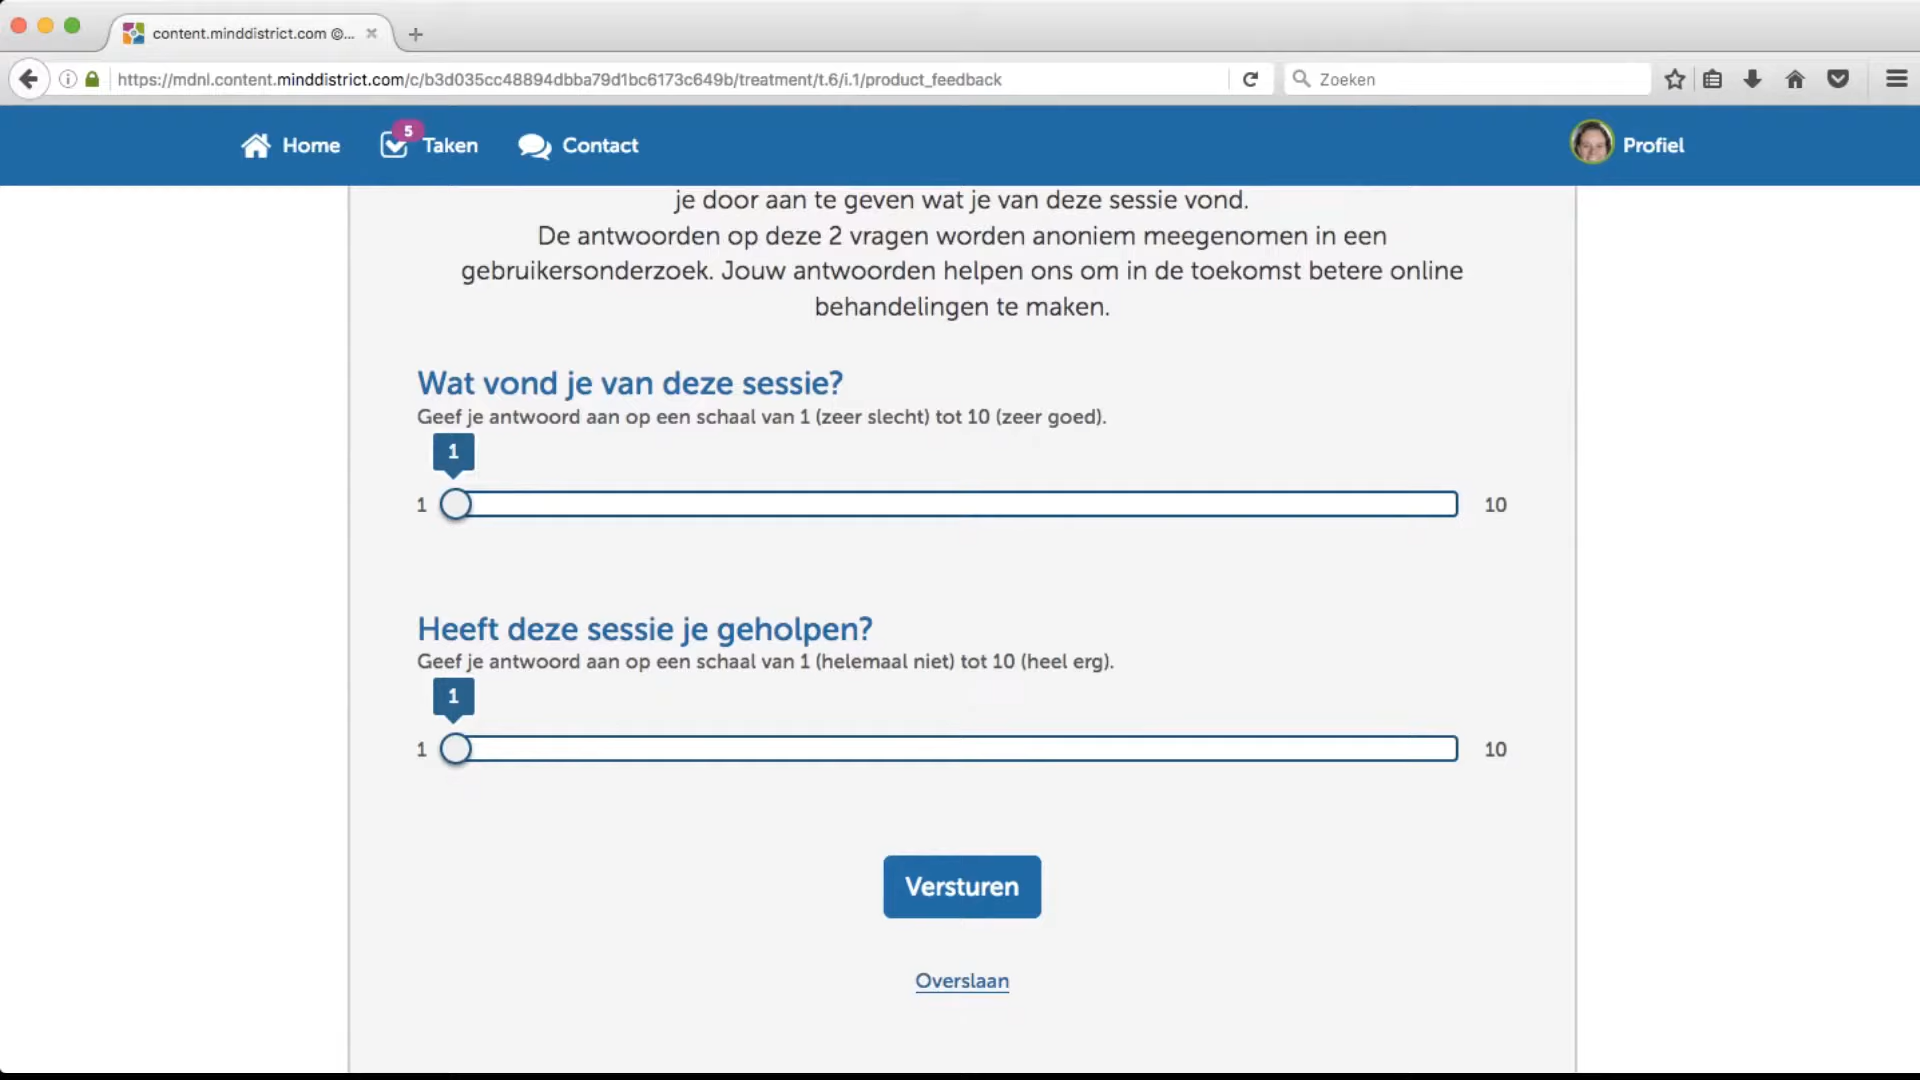 content.minddistrict.com @...
https://mdnl.content.minddistrict.com/c/b3d035cc48894dbba79d1bc6173c649b/treatment/t.6/i.1/product_feedback
Zoeken
Home
5
Taken
Contact
Profiel
je door aan te geven wat je van deze sessie vond.
De antwoorden op deze 2 vragen worden anoniem meegenomen in een
gebruikersonderzoek. Jouw antwoorden helpen ons om in de toekomst betere online
behandelingen te maken.
Wat vond je van deze sessie?
Geef je antwoord aan op een schaal van 1 (zeer slecht) tot 10 (zeer goed).
1
1
10
Heeft deze sessie je geholpen?
Geef je antwoord aan op een schaal van 1 (helemaal niet) tot 10 (heel erg).
1
1
10
Versturen
Overslaan